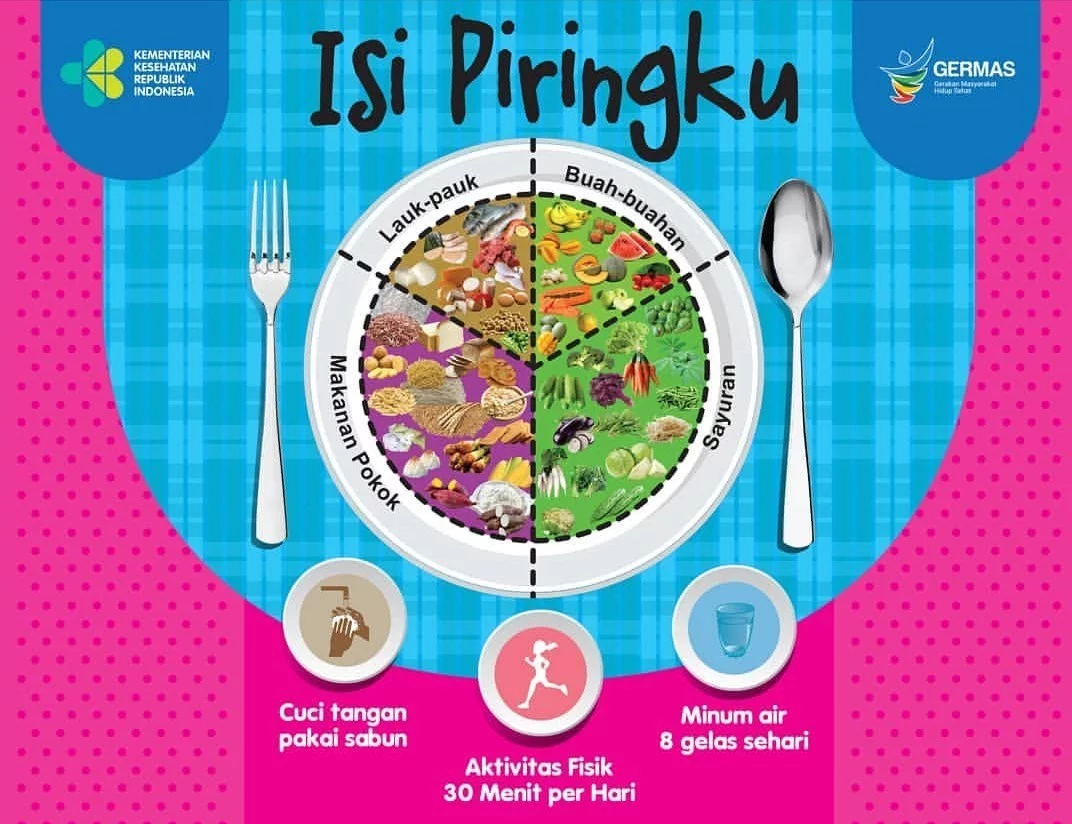 KEMENTERIAN
KESEHATAN
REPUBLIK
INDONESIA
Isi Piringku
GERMAS
Gerakan Masyarakat
Hidup Sehat
Lauk-pauk
Buah-buahan
Makanan Pokok
Sayuran
Cuci tangan
pakai sabun
Aktivitas Fisik
30 Menit per Hari
Minum air
8 gelas sehari